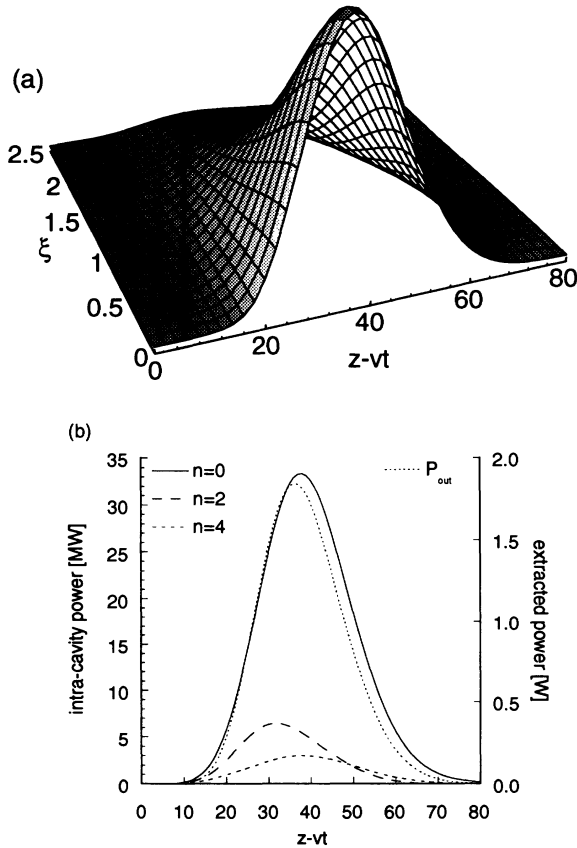 (a)
2.5
2
1.5
ξ
1
0.5
0
0
20
40
60
80
z-vt
(b)
35
30
25
20
15
10
5
0
intra-cavity power [MW]
n=0
n=2
n=4
P_out
2.0
1.5
1.0
0.5
0.0
extracted power [W]
0 10 20 30 40 50 60 70 80
z-vt